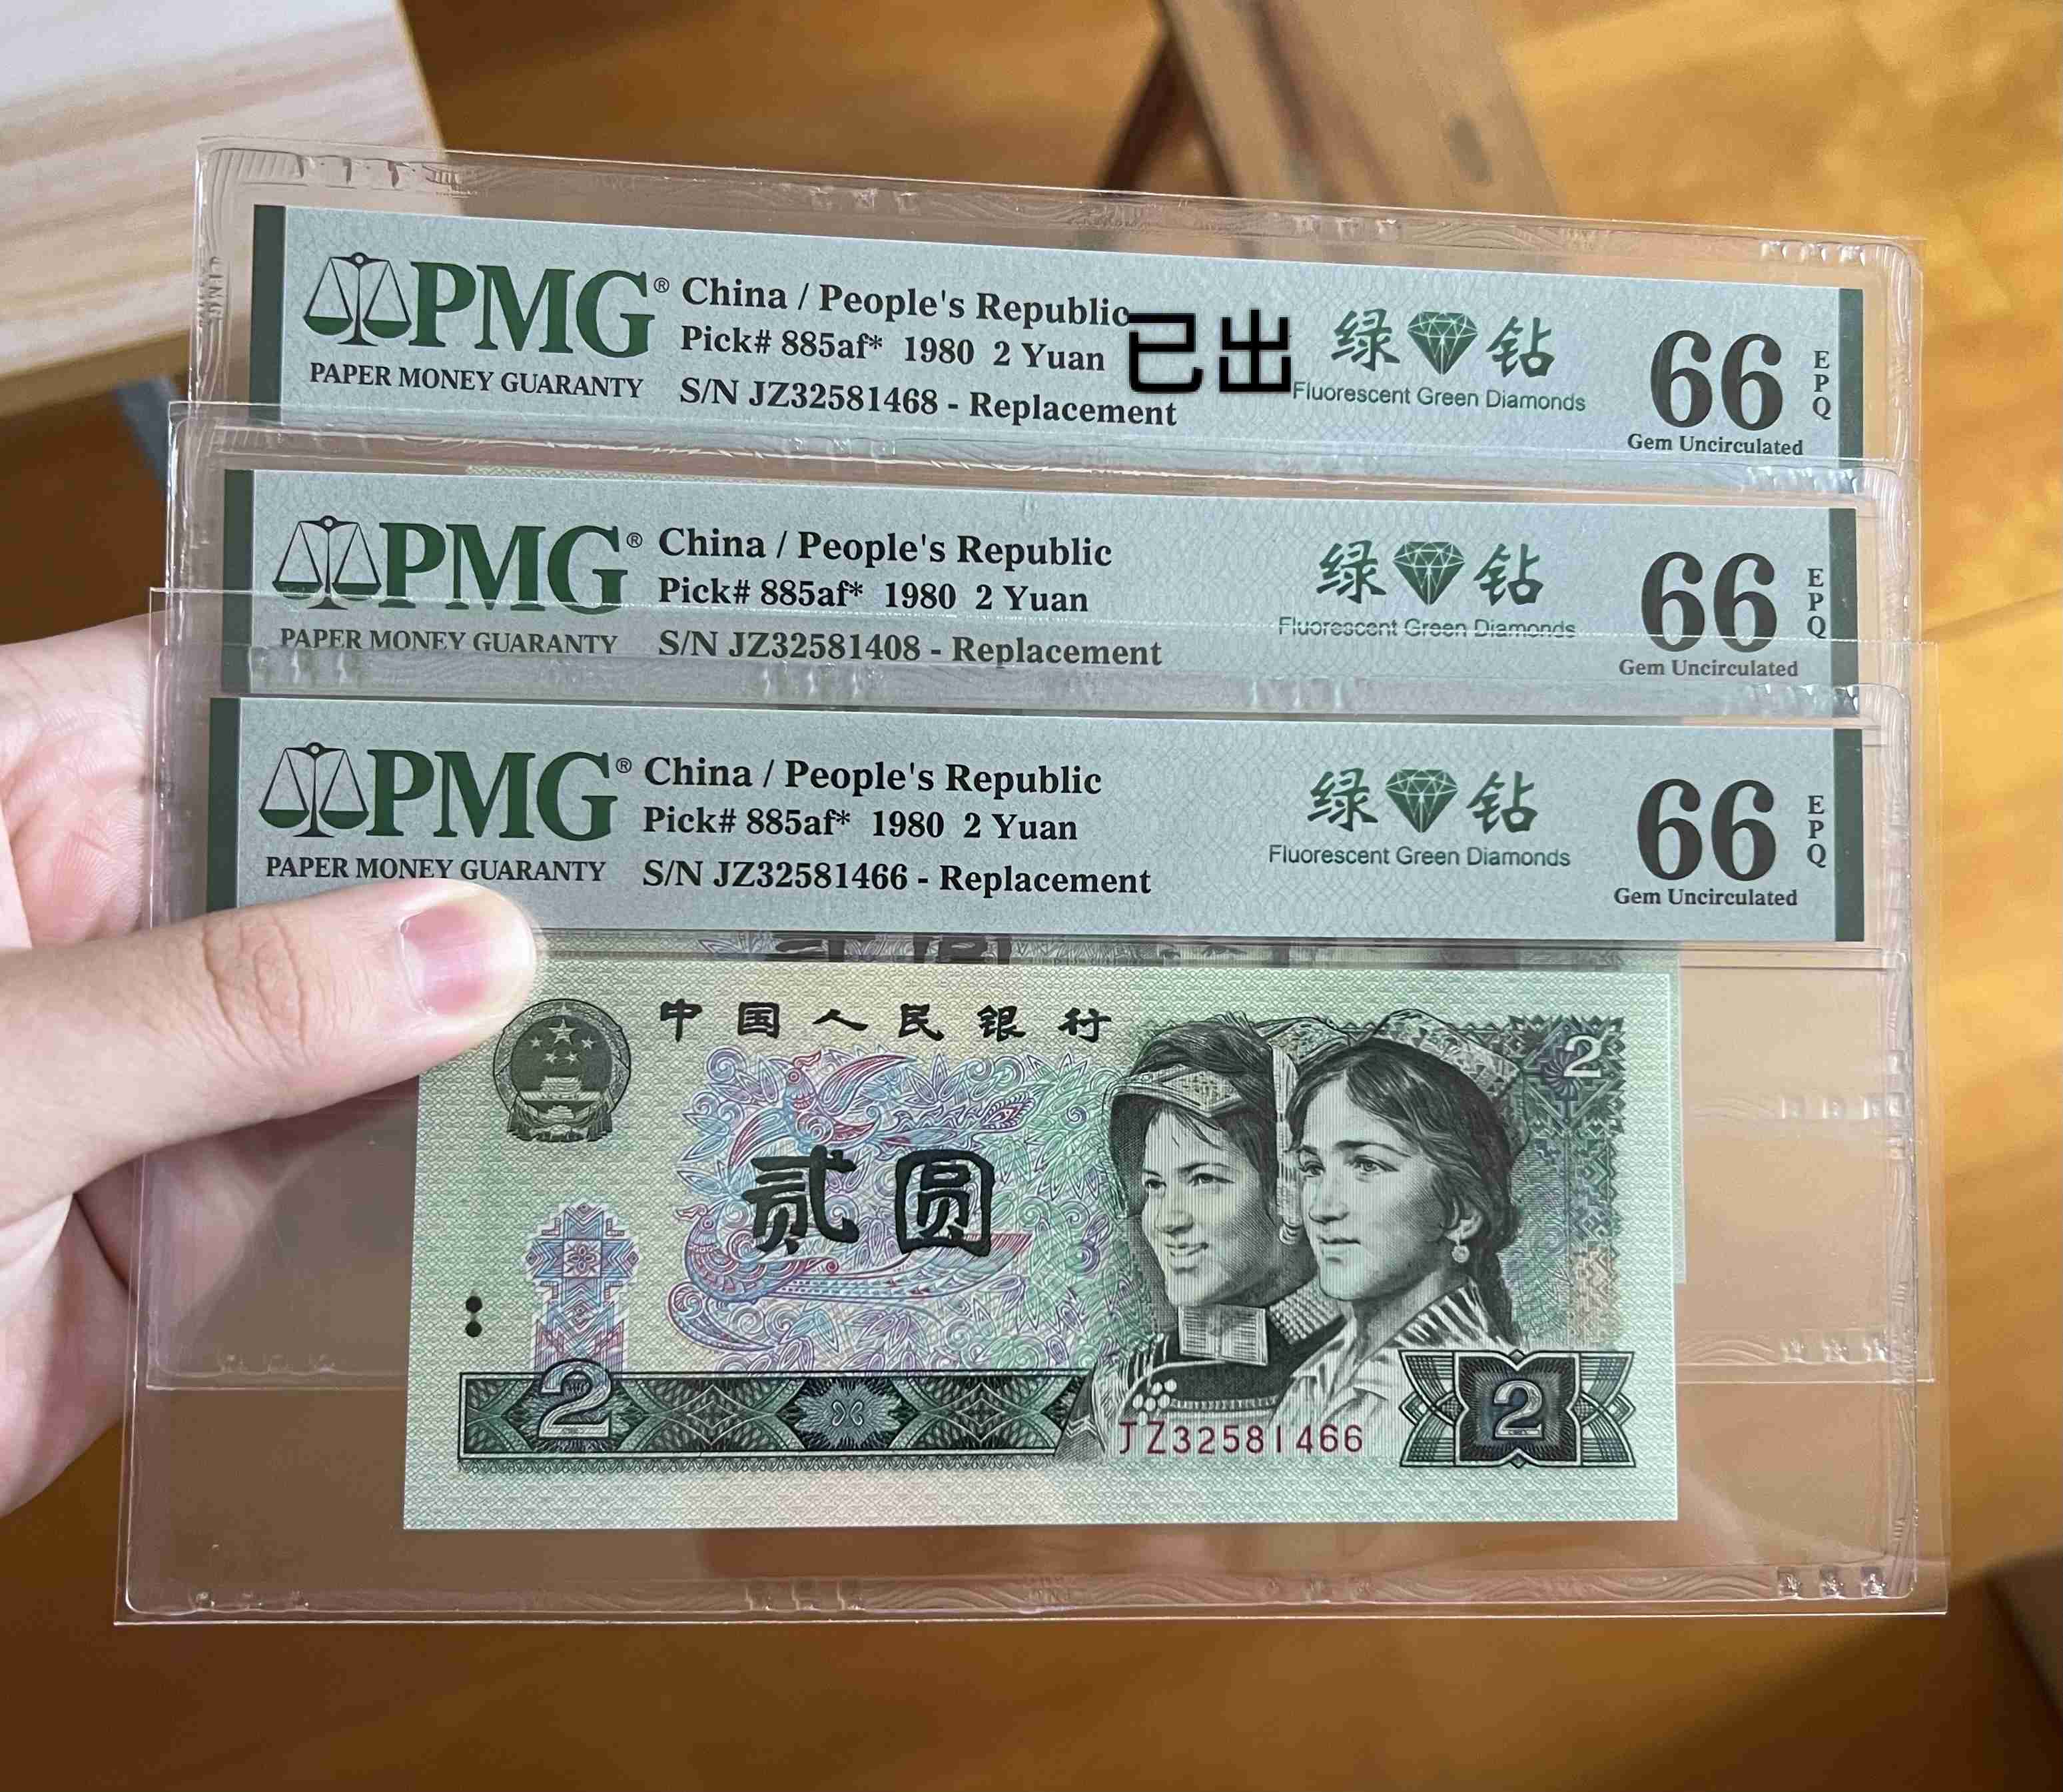 PMG® China / People's Republic
Pick# 885af* 1980 2 Yuan 已出 绿钻
PAPER MONEY GUARANTY S/N JZ32581468 - Replacement Fluorescent Green Diamonds
66 EPQ
Gem Uncirculated
PMG® China / People's Republic
Pick# 885af* 1980 2 Yuan 绿钻
PAPER MONEY GUARANTY S/N JZ32581408 - Replacement Fluorescent Green Diamonds
66 EPQ
Gem Uncirculated
PMG® China / People's Republic
Pick# 885af* 1980 2 Yuan 绿钻
PAPER MONEY GUARANTY S/N JZ32581466 - Replacement Fluorescent Green Diamonds
66 EPQ
Gem Uncirculated
中国人民银行
2
贰圆
2
JZ32581466
2